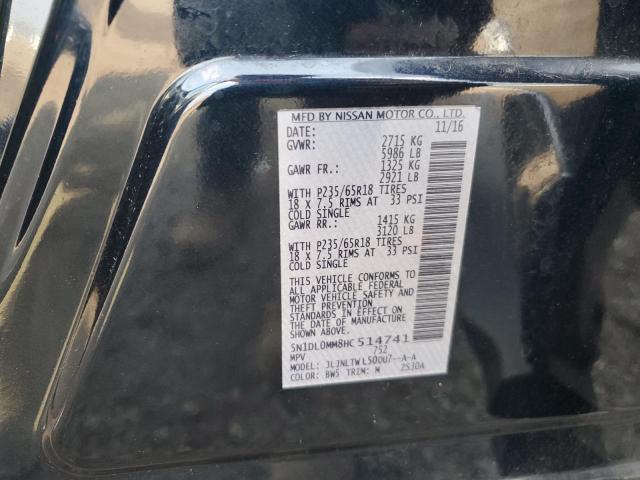 MFD BY NISSAN MOTOR CO., LTD.
DATE: 11/16
GVWR: 2715 KG
5986 LB
GAWR FR.: 1325 KG
2921 LB
WITH P235/65R18 TIRES
18 X 7.5 RIMS AT 33 PSI
COLD SINGLE
GAWR RR.: 1415 KG
3120 LB
WITH P235/65R18 TIRES
18 X 7.5 RIMS AT 33 PSI
COLD SINGLE
THIS VEHICLE CONFORMS TO
ALL APPLICABLE FEDERAL
MOTOR VEHICLE SAFETY AND
THEFT PREVENTION
STANDARDS IN EFFECT ON
THE DATE OF MANUFACTURE
SHOWN ABOVE.
5N1DL0MM8HC514741
MPV 752
MODEL: JLJNLTWL50DU7--A-A
COLOR: BW5 TRIM: M 2S30A